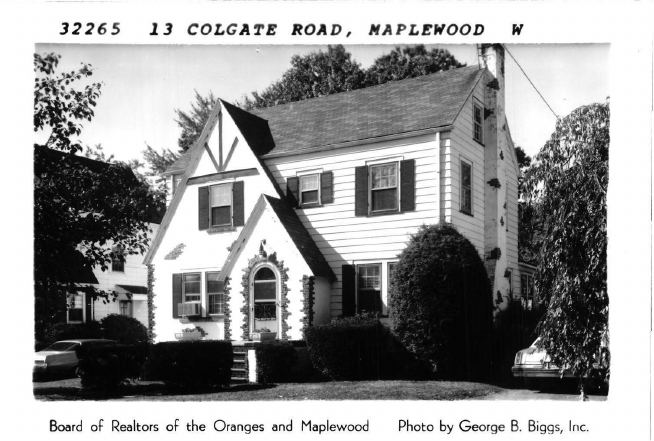 32265 13 COLGATE ROAD, MAPLEWOOD W
Board of Realtors of the Oranges and Maplewood Photo by George B. Biggs, Inc.